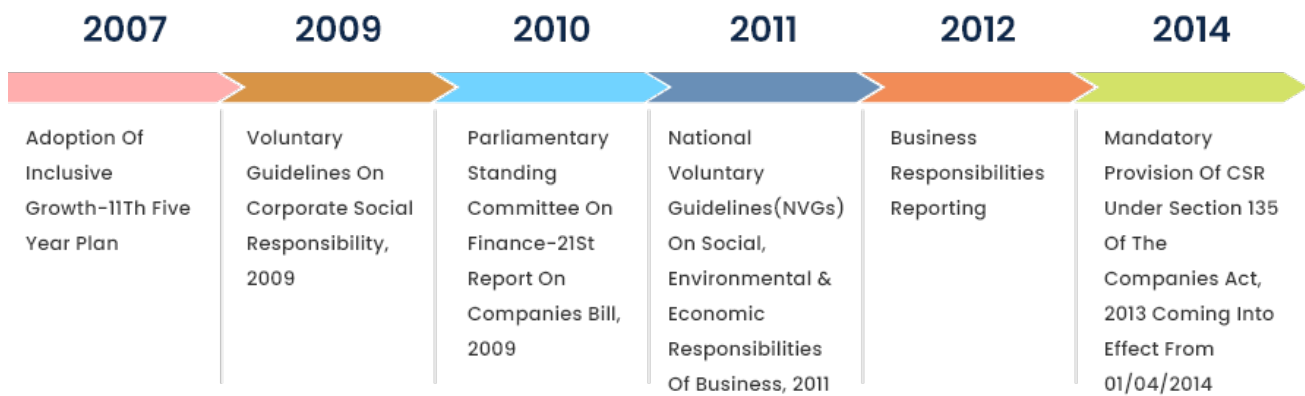 2007
2009
2010
2011
2012
2014
Adoption Of
Inclusive
Growth-11Th Five
Year Plan
Voluntary
Guidelines On
Corporate Social
Responsibility,
2009
Parliamentary
Standing
Committee On
Finance-21St
Report On
Companies Bill,
2009
National
Voluntary
Guidelines(NVGs)
On Social,
Environmental &
Economic
Responsibilities
Of Business, 2011
Business
Responsibilities
Reporting
Mandatory
Provision Of CSR
Under Section 135
Of The
Companies Act,
2013 Coming Into
Effect From
01/04/2014